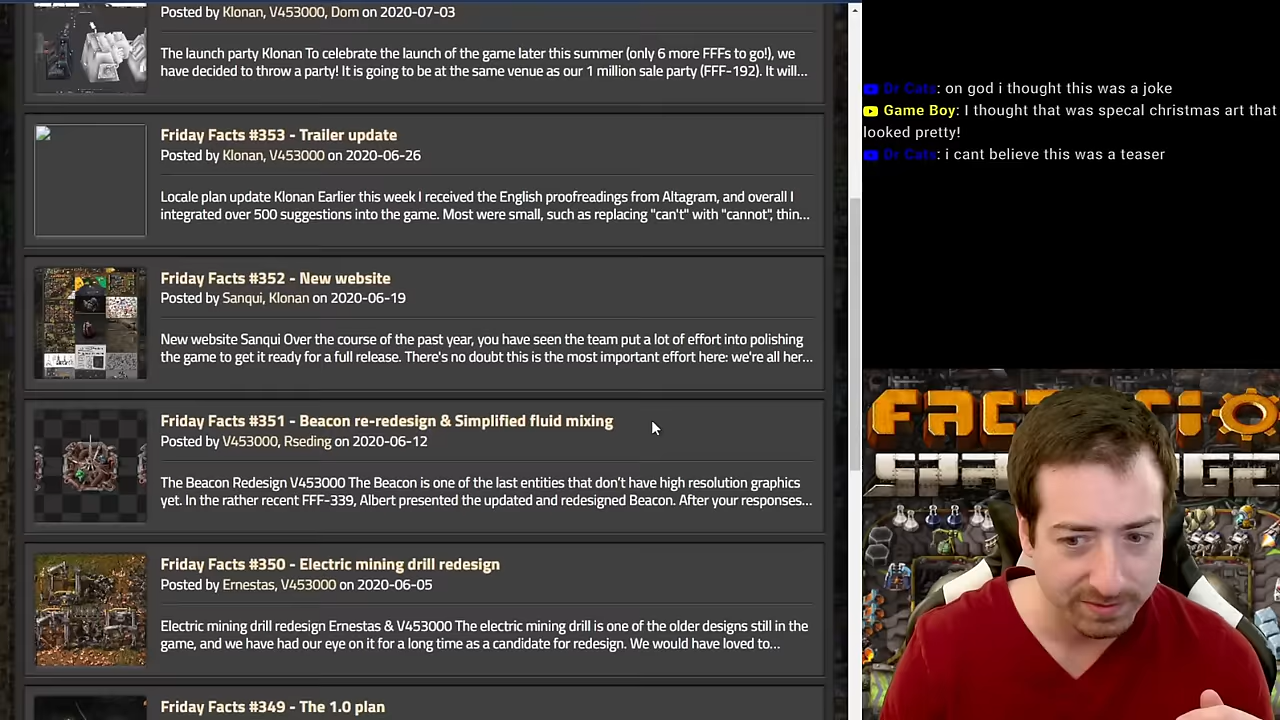 Posted by Klonan, V453000, Dom on 2020-07-03
The launch party Klonan To celebrate the launch of the game later this summer (only 6 more FFFs to go!), we
have decided to throw a party! It is going to be at the same venue as our 1 million sale party (FFF-192). It will...
Friday Facts #353 - Trailer update
Posted by Klonan, V453000 on 2020-06-26
Locale plan update Klonan Earlier this week I received the English proofreadings from Altagram, and overall I
integrated over 500 suggestions into the game. Most were small, such as replacing "can't" with "cannot", thin...
Friday Facts #352 - New website
Posted by Sanqui, Klonan on 2020-06-19
New website Sanqui Over the course of the past year, you have seen the team put a lot of effort into polishing
the game to get it ready for a full release. There's no doubt this is the most important effort here: we're all her...
Friday Facts #351 - Beacon re-redesign & Simplified fluid mixing
Posted by V453000, Rseding on 2020-06-12
The Beacon Redesign V453000 The Beacon is one of the last entities that don't have high resolution graphics
yet. In the rather recent FFF-339, Albert presented the updated and redesigned Beacon. After your responses...
Friday Facts #350 - Electric mining drill redesign
Posted by Ernestas, V453000 on 2020-06-05
Electric mining drill redesign Ernestas & V453000 The electric mining drill is one of the older designs still in the
game, and we have had our eye on it for a long time as a candidate for redesign. We would have loved to...
Friday Facts #349 - The 1.0 plan
Dr Cats: on god i thought this was a joke
Game Boy: I thought that was specal christmas art that
looked pretty!
Dr Cats: i cant believe this was a teaser